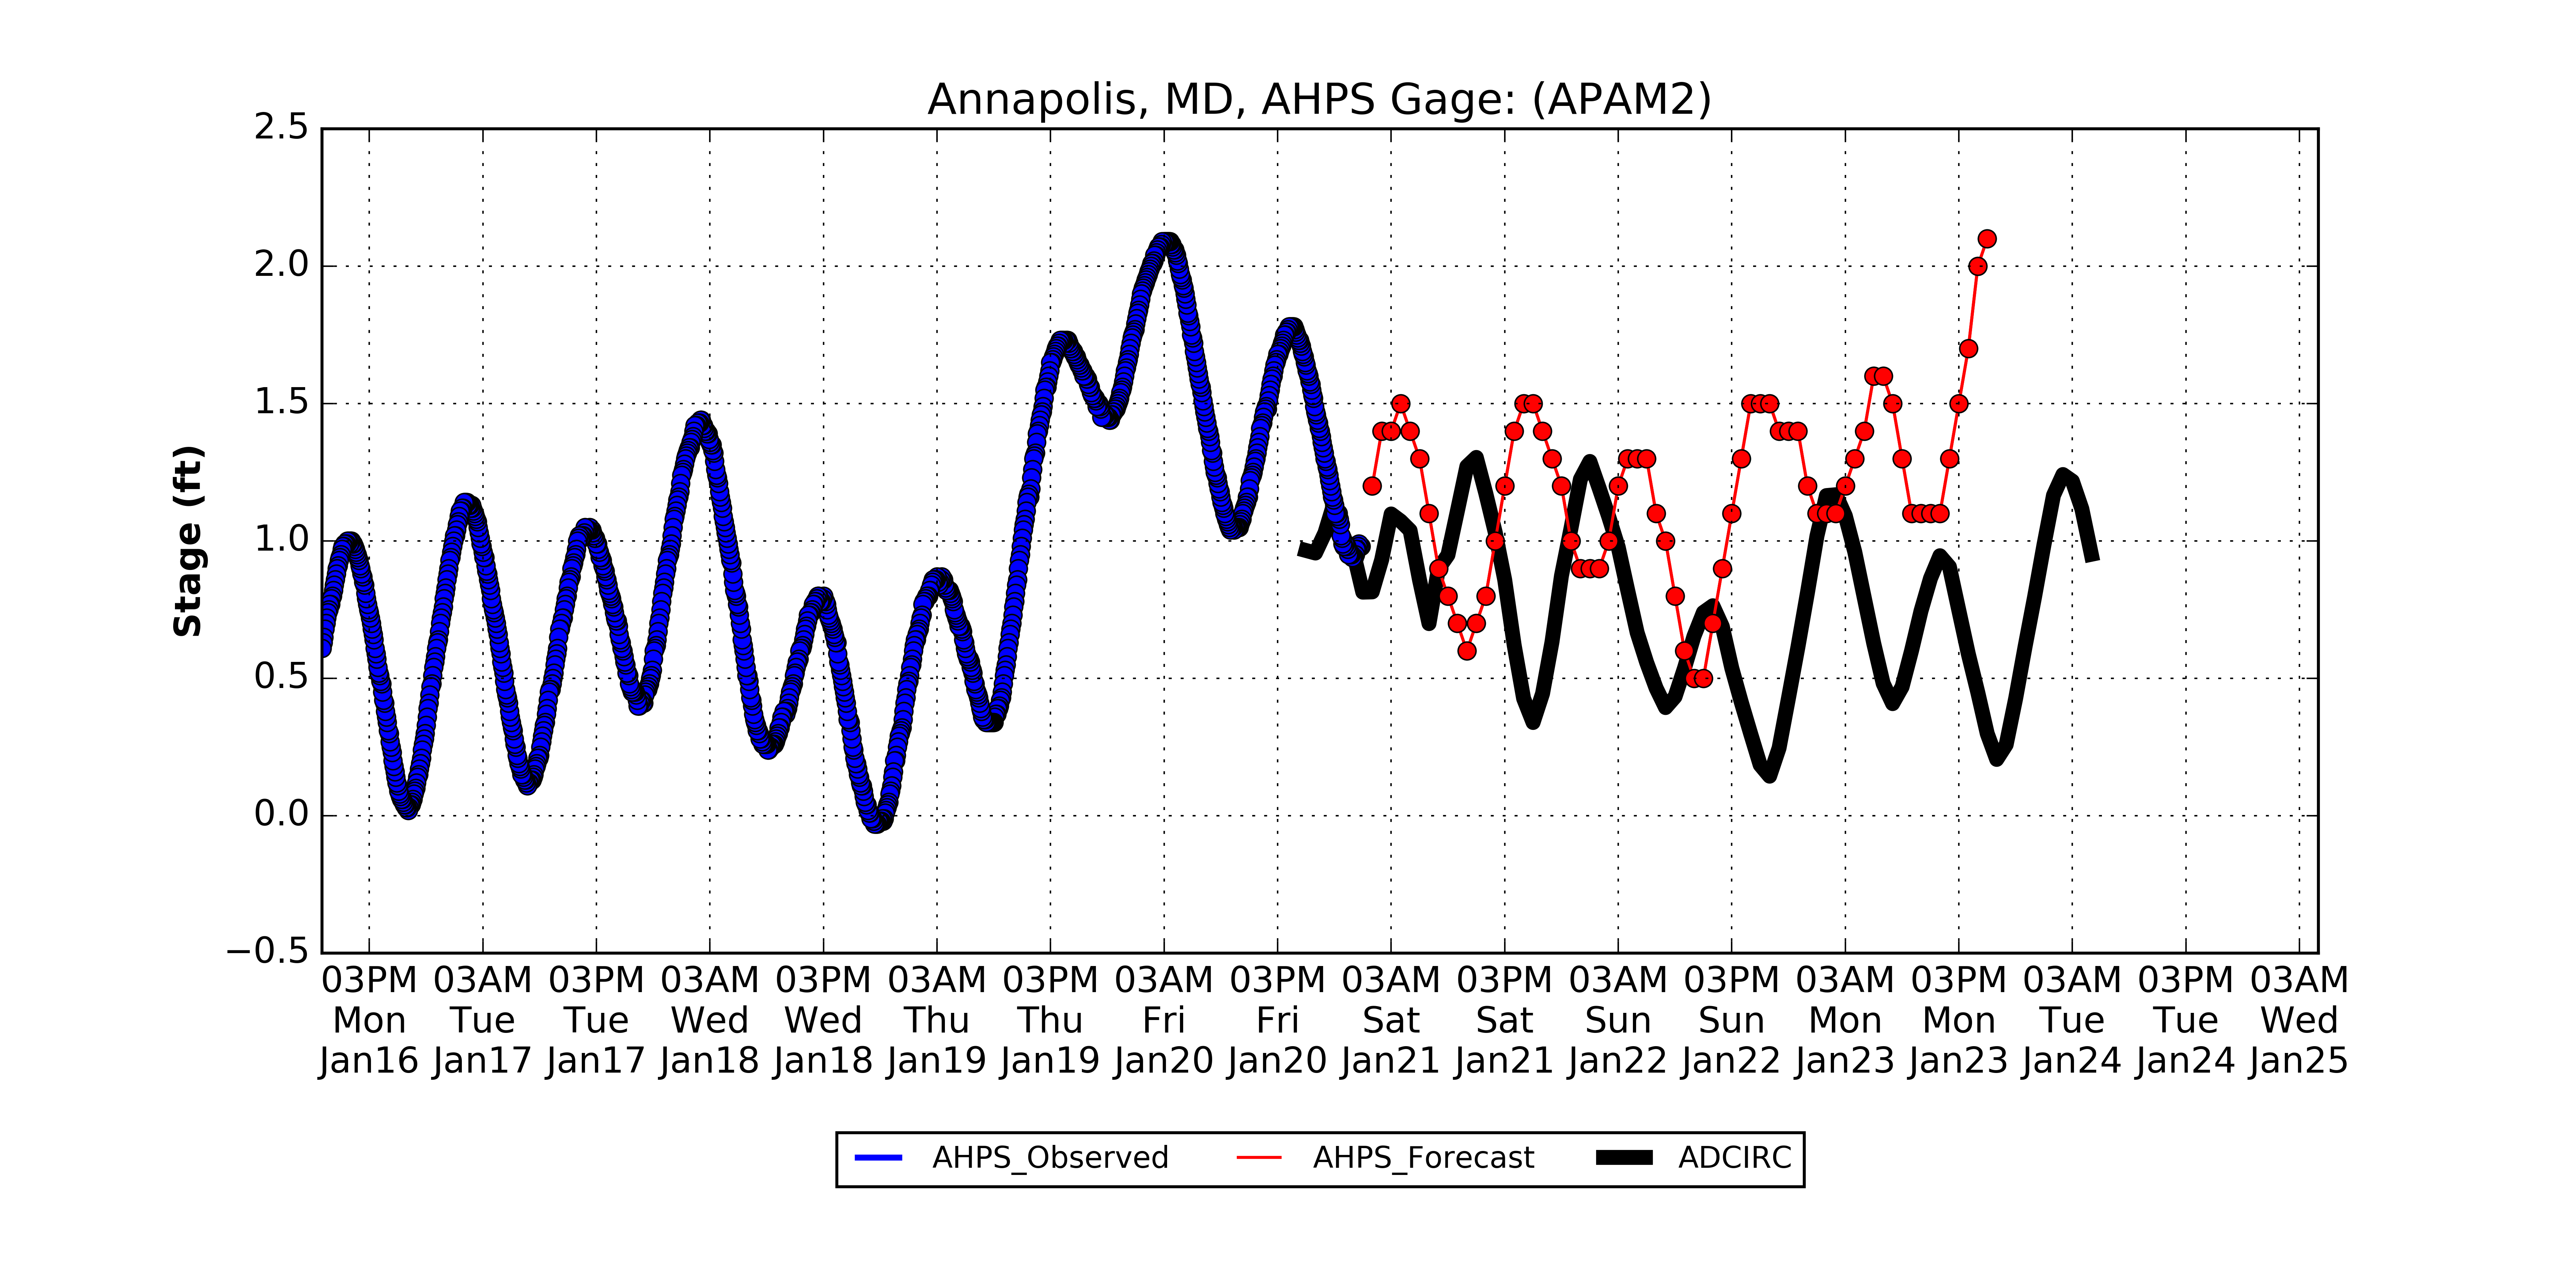 Annapolis, MD, AHPS Gage: (APAM2)
Stage (ft)
2.5
2.0
1.5
1.0
0.5
0.0
−0.5
03PM 03AM 03PM 03AM 03PM 03AM 03PM 03AM 03PM 03AM 03PM 03AM 03PM 03AM 03PM 03AM 03PM 03AM
Mon Tue Tue Wed Wed Thu Thu Fri Fri Sat Sat Sun Sun Mon Mon Tue Tue Wed
Jan16 Jan17 Jan17 Jan18 Jan18 Jan19 Jan19 Jan20 Jan20 Jan21 Jan21 Jan22 Jan22 Jan23 Jan23 Jan24 Jan24 Jan25
AHPS_Observed AHPS_Forecast ADCIRC